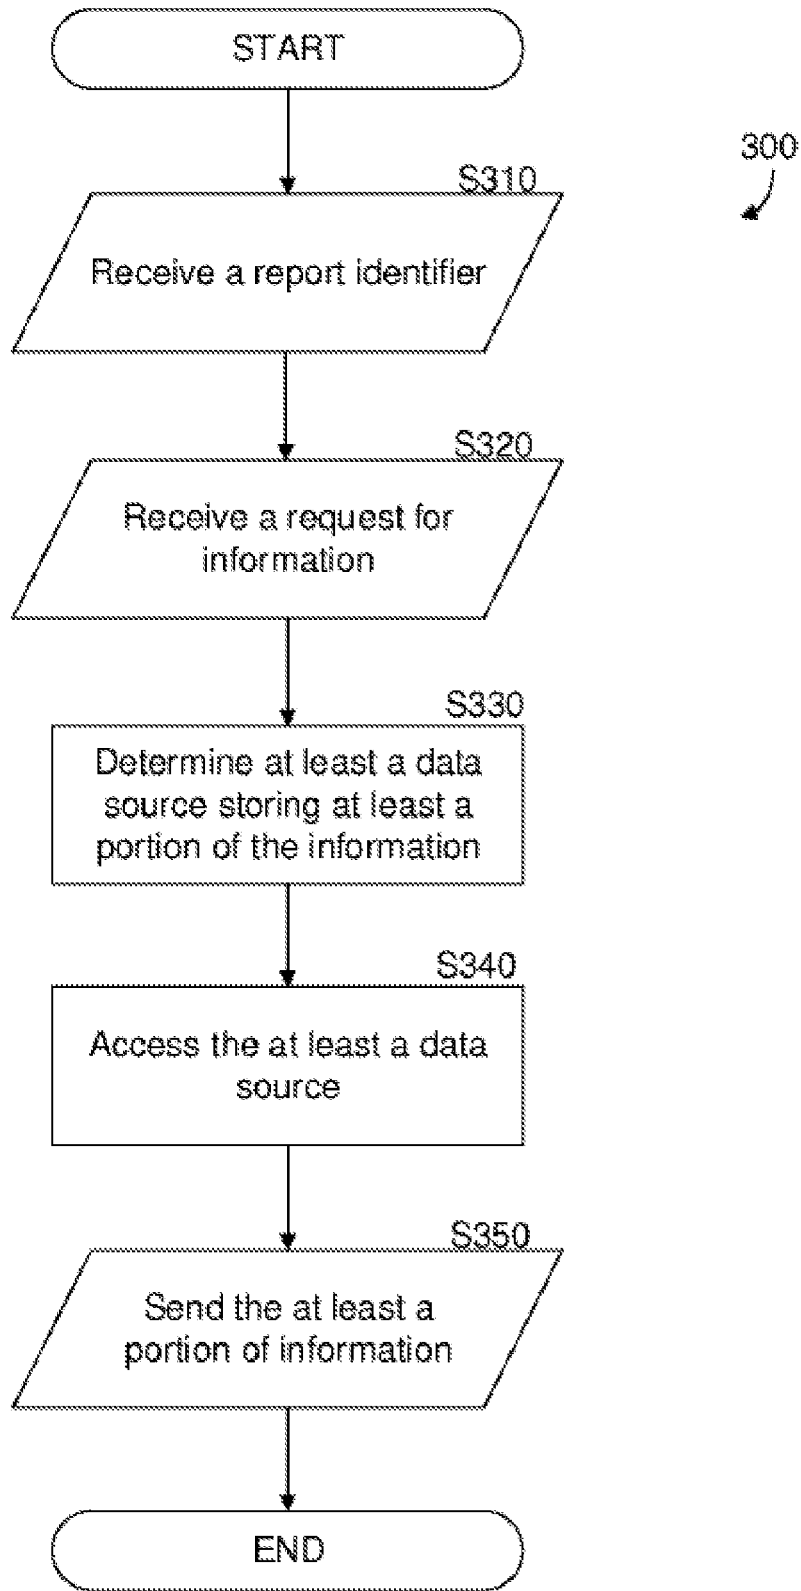 START
300
S310
Receive a report identifier
S320
Receive a request for
information
S330
Determine at least a data
source storing at least a
portion of the information
S340
Access the at least a data
source
S350
Send the at least a
portion of information
END